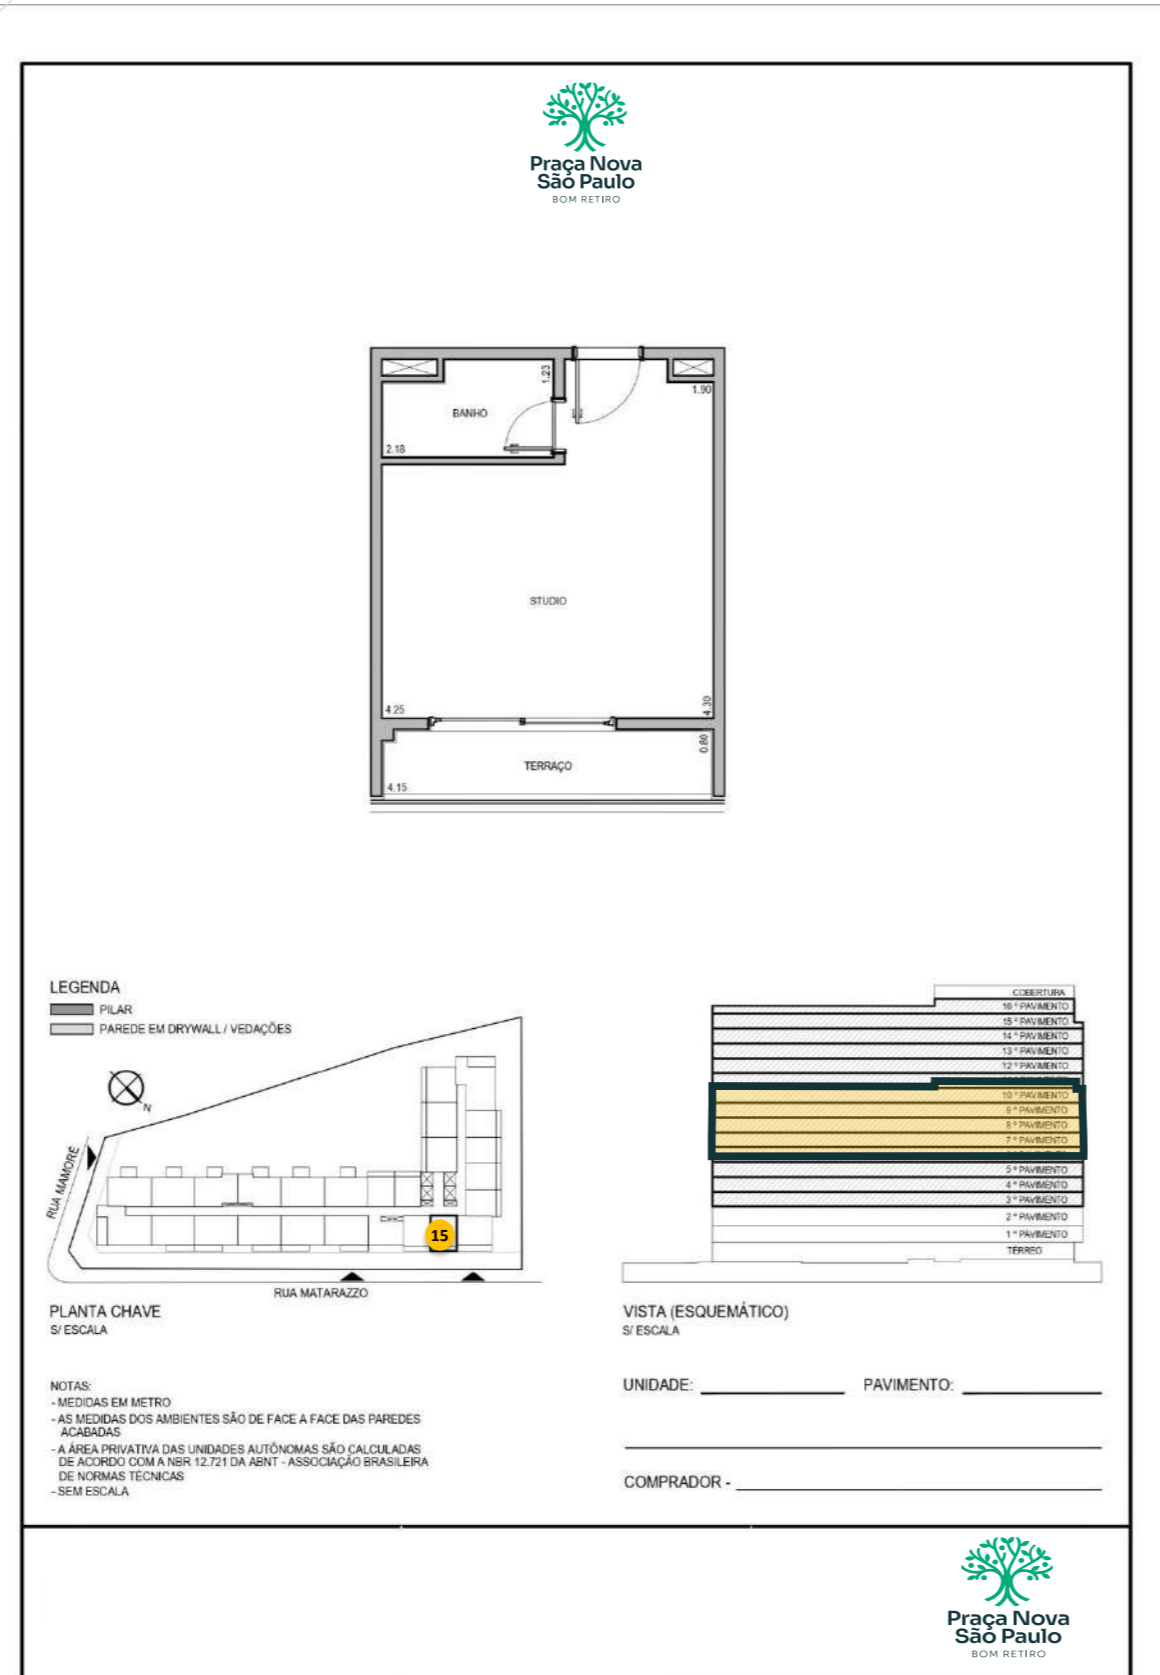 Praça Nova
São Paulo
BOM RETIRO
1.23
1.90
BANHO
2.18
STUDIO
4.25
4.30
0.80
TERRAÇO
4.15
LEGENDA
PILAR
PAREDE EM DRYWALL / VEDAÇÕES
N
RUA MAMORÉ
15
RUA MATARAZZO
PLANTA CHAVE
S/ ESCALA
COBERTURA
16 º PAVIMENTO
15 º PAVIMENTO
14 º PAVIMENTO
13 º PAVIMENTO
12 º PAVIMENTO
10 º PAVIMENTO
9 º PAVIMENTO
8 º PAVIMENTO
7 º PAVIMENTO
5 º PAVIMENTO
4 º PAVIMENTO
3 º PAVIMENTO
2 º PAVIMENTO
1 º PAVIMENTO
TÉRREO
VISTA (ESQUEMÁTICO)
S/ ESCALA
NOTAS:
- MEDIDAS EM METRO
- AS MEDIDAS DOS AMBIENTES SÃO DE FACE A FACE DAS PAREDES
ACABADAS
- A ÁREA PRIVATIVA DAS UNIDADES AUTÔNOMAS SÃO CALCULADAS
DE ACORDO COM A NBR 12.721 DA ABNT - ASSOCIAÇÃO BRASILEIRA
DE NORMAS TÉCNICAS
- SEM ESCALA
UNIDADE: PAVIMENTO:
COMPRADOR -
Praça Nova
São Paulo
BOM RETIRO